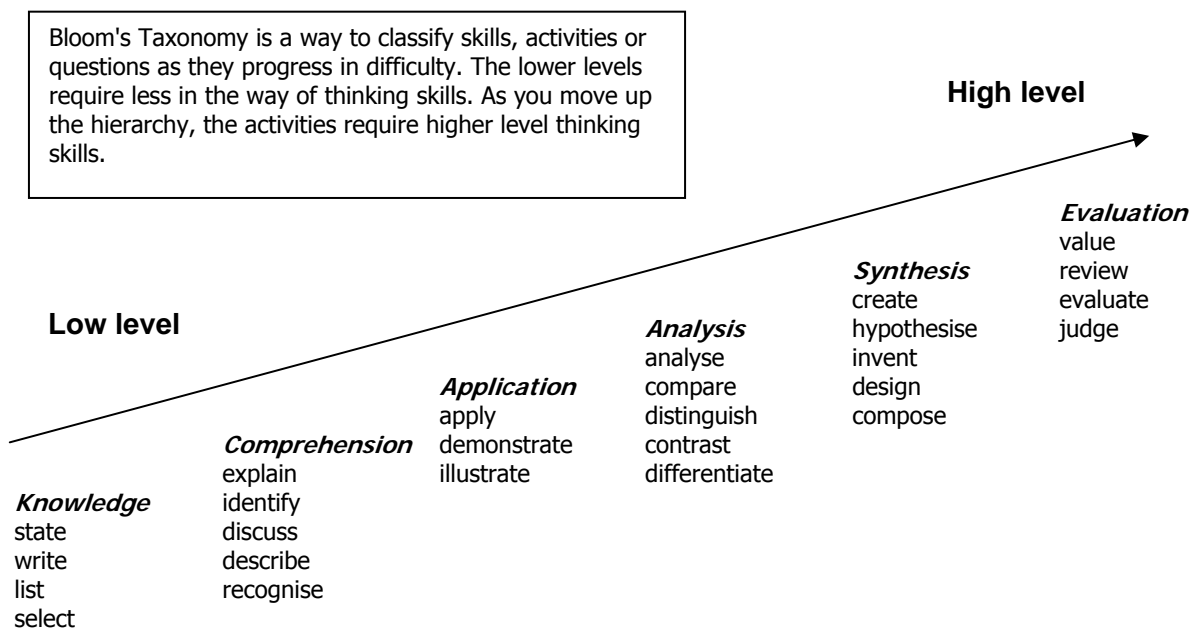 Bloom's Taxonomy is a way to classify skills, activities or
questions as they progress in difficulty. The lower levels
require less in the way of thinking skills. As you move up
the hierarchy, the activities require higher level thinking
skills.
High level
Low level
Knowledge
state
write
list
select
Comprehension
explain
identify
discuss
describe
recognise
Application
apply
demonstrate
illustrate
Analysis
analyse
compare
distinguish
contrast
differentiate
Synthesis
create
hypothesise
invent
design
compose
Evaluation
value
review
evaluate
judge